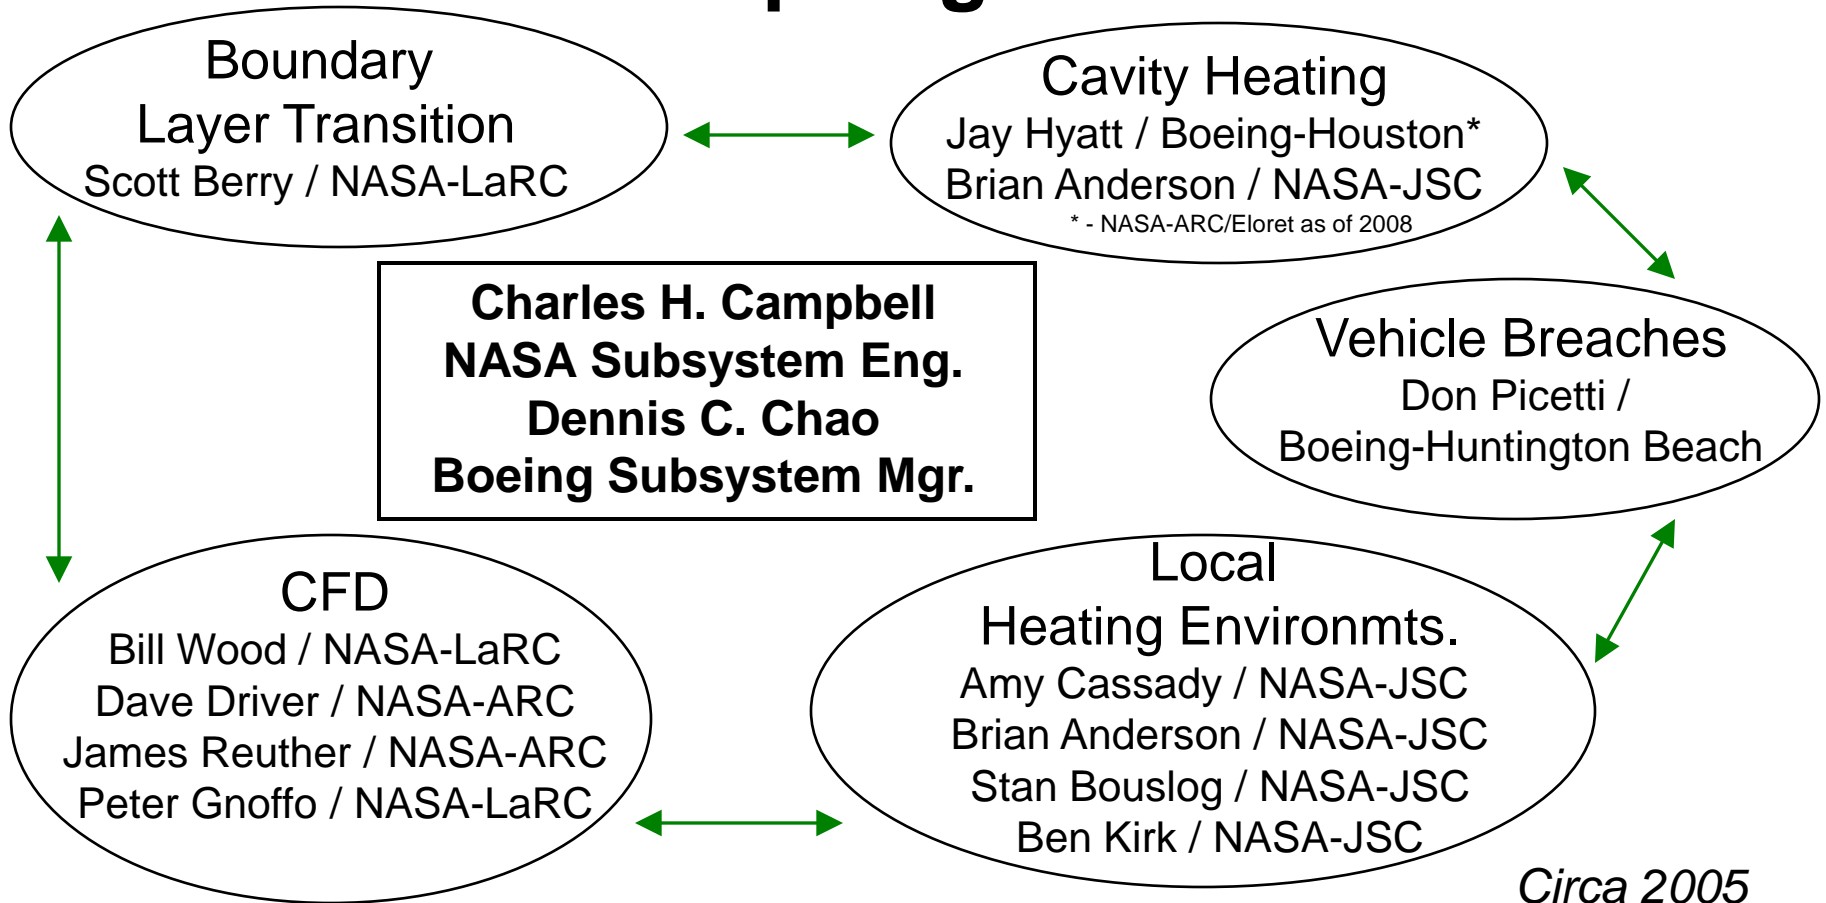 Boundary
Layer Transition
Scott Berry / NASA-LaRC
Cavity Heating
Jay Hyatt / Boeing-Houston*
Brian Anderson / NASA-JSC
* - NASA-ARC/Eloret as of 2008
Charles H. Campbell
NASA Subsystem Eng.
Dennis C. Chao
Boeing Subsystem Mgr.
Vehicle Breaches
Don Picetti /
Boeing-Huntington Beach
CFD
Bill Wood / NASA-LaRC
Dave Driver / NASA-ARC
James Reuther / NASA-ARC
Peter Gnoffo / NASA-LaRC
Local
Heating Environmts.
Amy Cassady / NASA-JSC
Brian Anderson / NASA-JSC
Stan Bouslog / NASA-JSC
Ben Kirk / NASA-JSC
Circa 2005